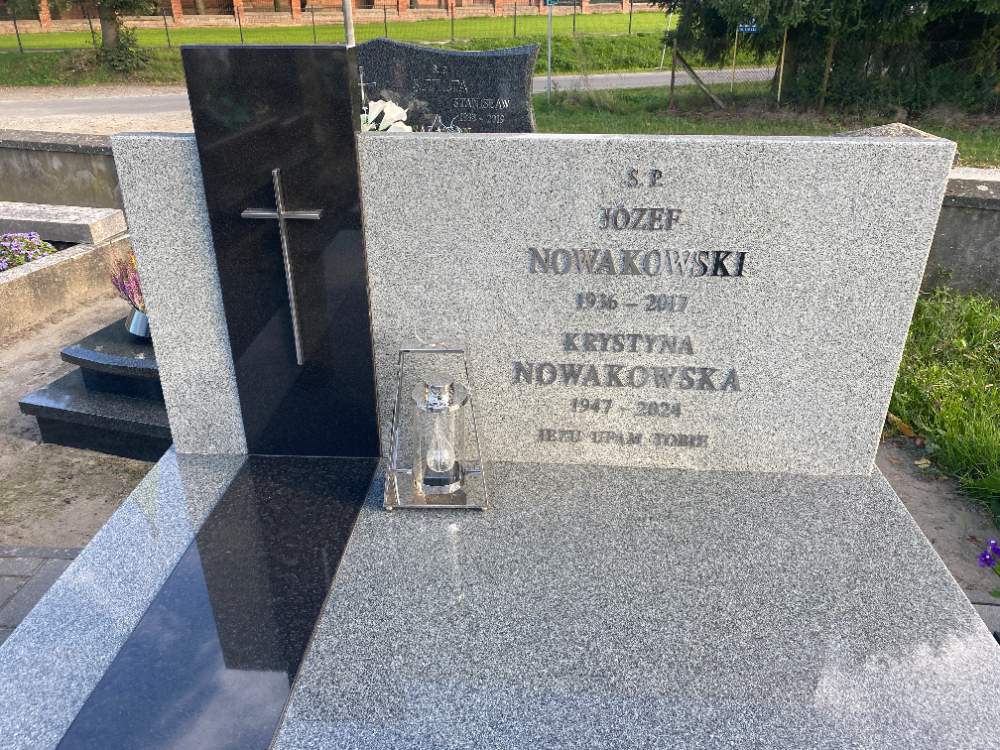 Ś. P.
JÓZEF
NOWAKOWSKI
1936 – 2017
KRYSTYNA
NOWAKOWSKA
1947 – 2024
JEZU UFAM TOBIE
STANISŁAW